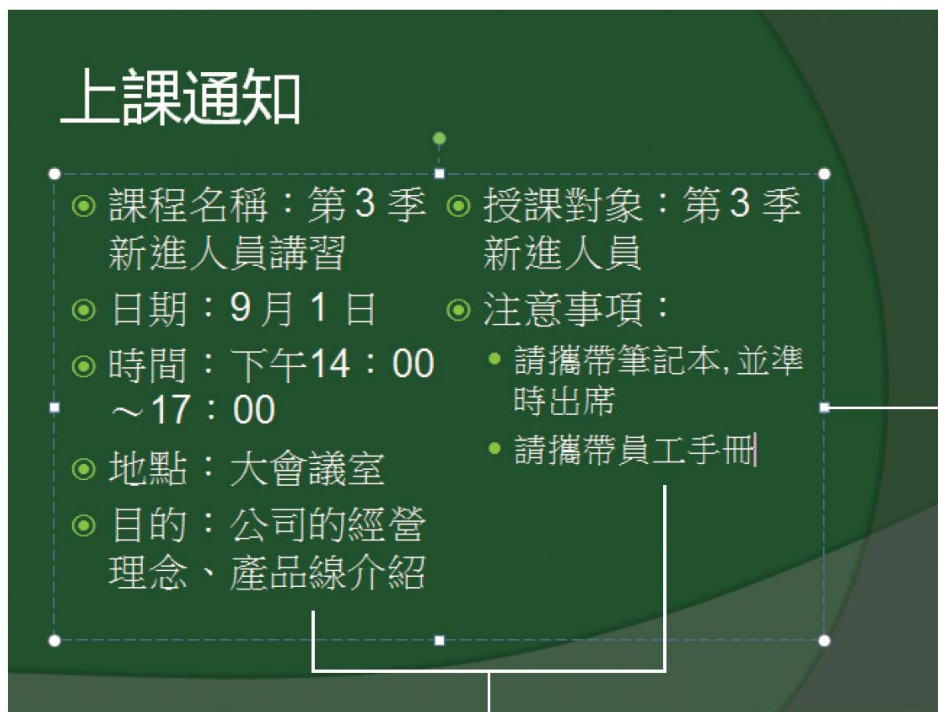 上課通知
課程名稱：第 3 季
新進人員講習
日期：9 月 1 日
時間：下午14：00
～17：00
地點：大會議室
目的：公司的經營
理念、產品線介紹
授課對象：第 3 季
新進人員
注意事項：
請攜帶筆記本,並準
時出席
請攜帶員工手冊